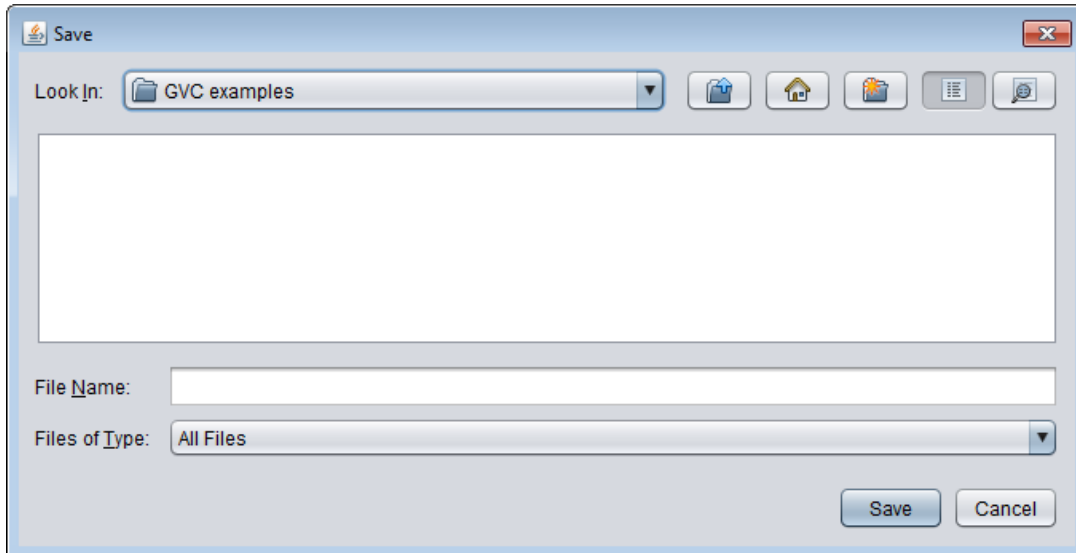 Save
Look In: GVC examples
File Name:
Files of Type: All Files
Save Cancel